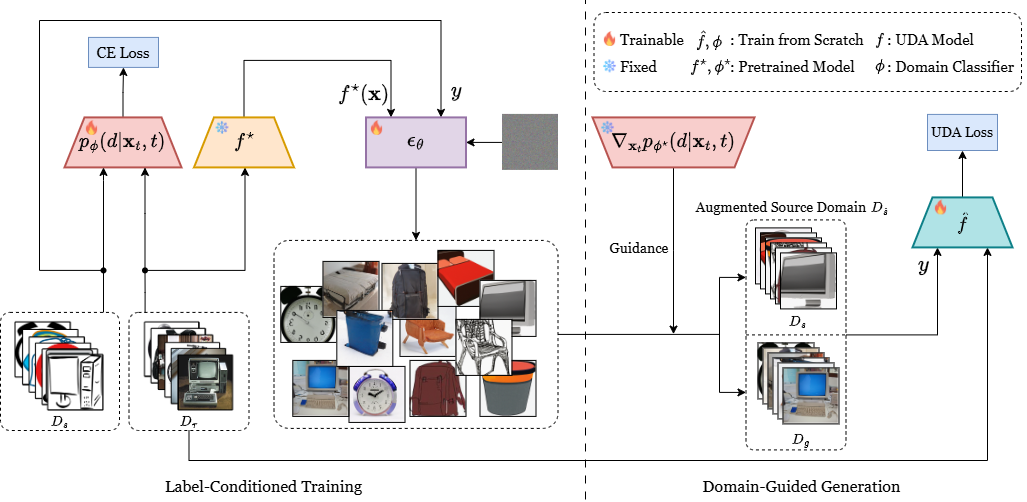 CE Loss
$p_\phi(d|\mathbf{x}_t, t)$
$f^\star$
$f^\star(\mathbf{x})$
$y$
$\epsilon_\theta$
$D_s$
$D_\tau$
Label-Conditioned Training
Trainable $\hat{f}, \phi$ : Train from Scratch $f$ : UDA Model
Fixed $f^\star, \phi^\star$ : Pretrained Model $\phi$ : Domain Classifier
$\nabla_{\mathbf{x}_t} p_{\phi^\star}(d|\mathbf{x}_t, t)$
UDA Loss
Augmented Source Domain $D_{\hat{s}}$
Guidance
$\hat{f}$
$y$
$D_s$
$D_g$
Domain-Guided Generation